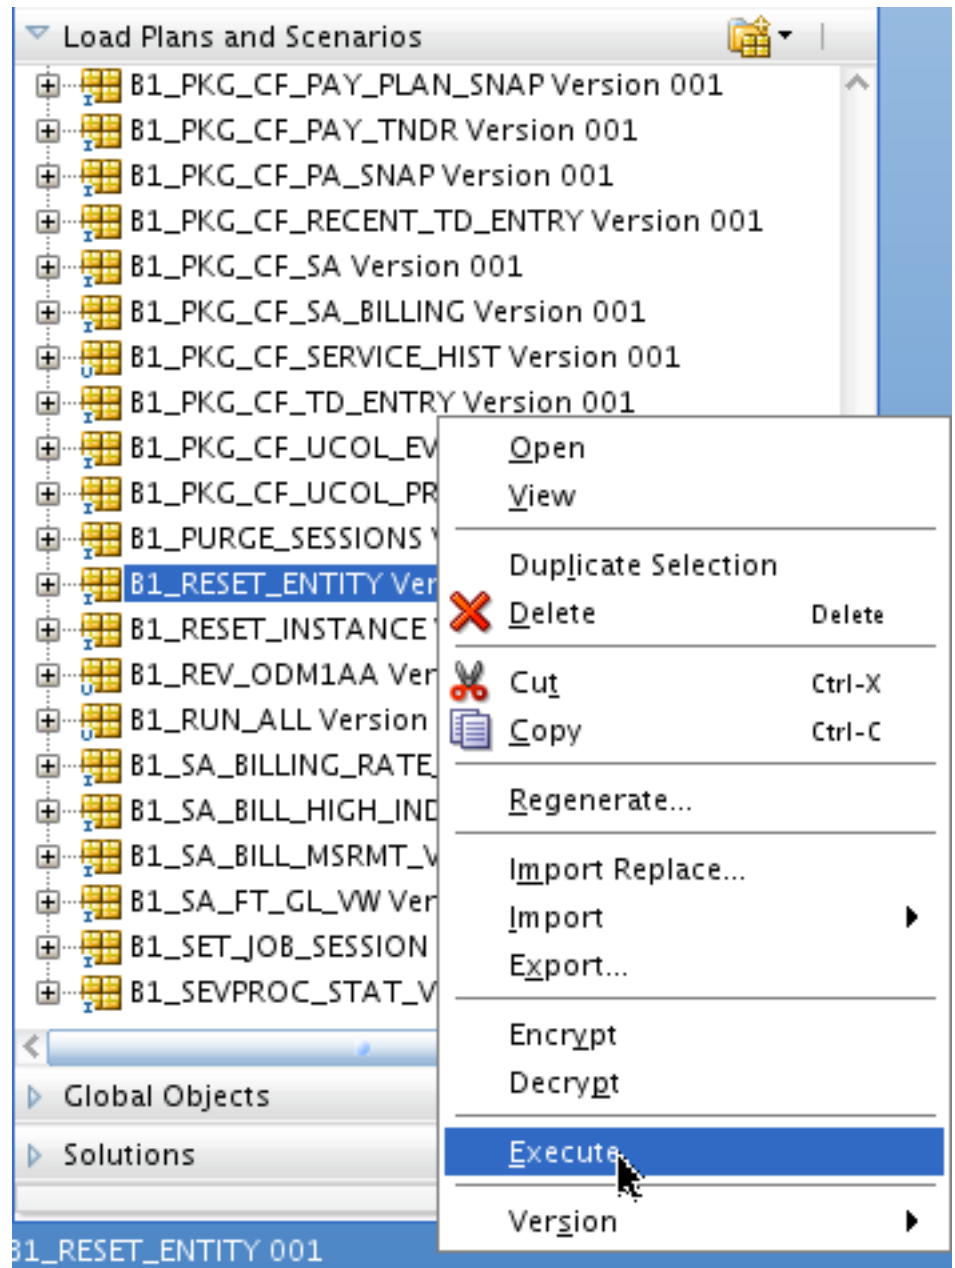 Load Plans and Scenarios
B1_PKG_CF_PAY_PLAN_SNAP Version 001
B1_PKG_CF_PAY_TNDR Version 001
B1_PKG_CF_PA_SNAP Version 001
B1_PKG_CF_RECENT_TD_ENTRY Version 001
B1_PKG_CF_SA Version 001
B1_PKG_CF_SA_BILLING Version 001
B1_PKG_CF_SERVICE_HIST Version 001
B1_PKG_CF_TD_ENTRY Version 001
B1_PKG_CF_UCOL_EV
B1_PKG_CF_UCOL_PR
B1_PURGE_SESSIONS
B1_RESET_ENTITY Ver
B1_RESET_INSTANCE
B1_REV_ODM1AA Ver
B1_RUN_ALL Version
B1_SA_BILLING_RATE_
B1_SA_BILL_HIGH_IND
B1_SA_BILL_MSRMT_V
B1_SA_FT_GL_VW Ver
B1_SET_JOB_SESSION
B1_SEVPROC_STAT_V
Global Objects
Solutions
B1_RESET_ENTITY 001
Open
View
Duplicate Selection
Delete Delete
Cut Ctrl-X
Copy Ctrl-C
Regenerate...
Import Replace...
Import
Export...
Encrypt
Decrypt
Execute
Version